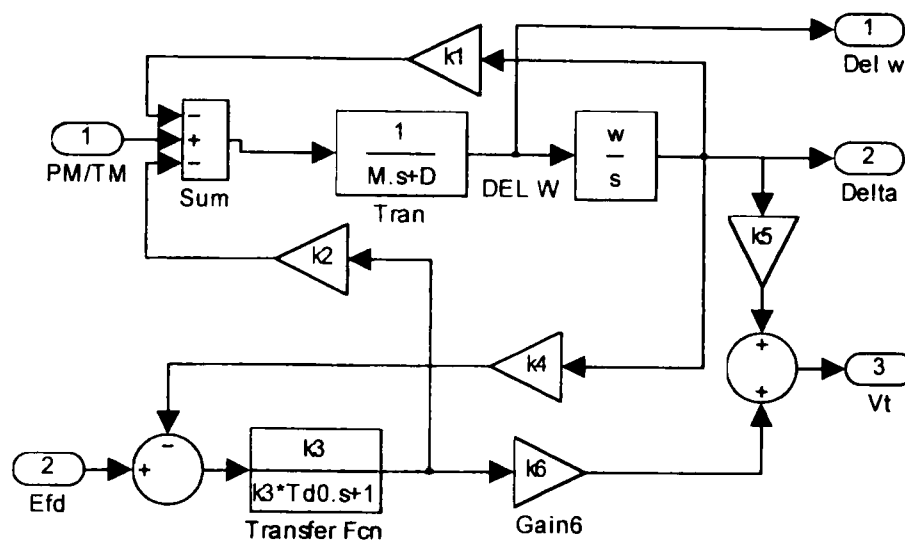 1
Del w
k1
−
+
−
1
PM/TM
Sum
1
M.s+D
Tran
DEL W
w
s
2
Delta
k5
k2
+
+
3
Vt
k4
−
+
2
Efd
k3
k3*Td0.s+1
Transfer Fcn
k6
Gain6